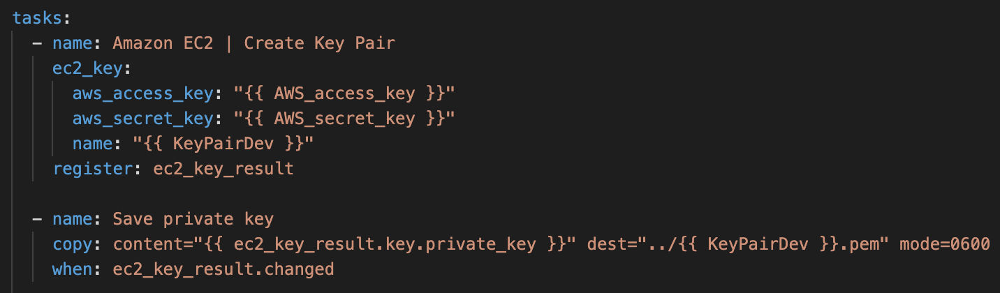 tasks:
  - name: Amazon EC2 | Create Key Pair
    ec2_key:
      aws_access_key: "{{ AWS_access_key }}"
      aws_secret_key: "{{ AWS_secret_key }}"
      name: "{{ KeyPairDev }}"
    register: ec2_key_result

  - name: Save private key
    copy: content="{{ ec2_key_result.key.private_key }}" dest="../{{ KeyPairDev }}.pem" mode=0600
    when: ec2_key_result.changed